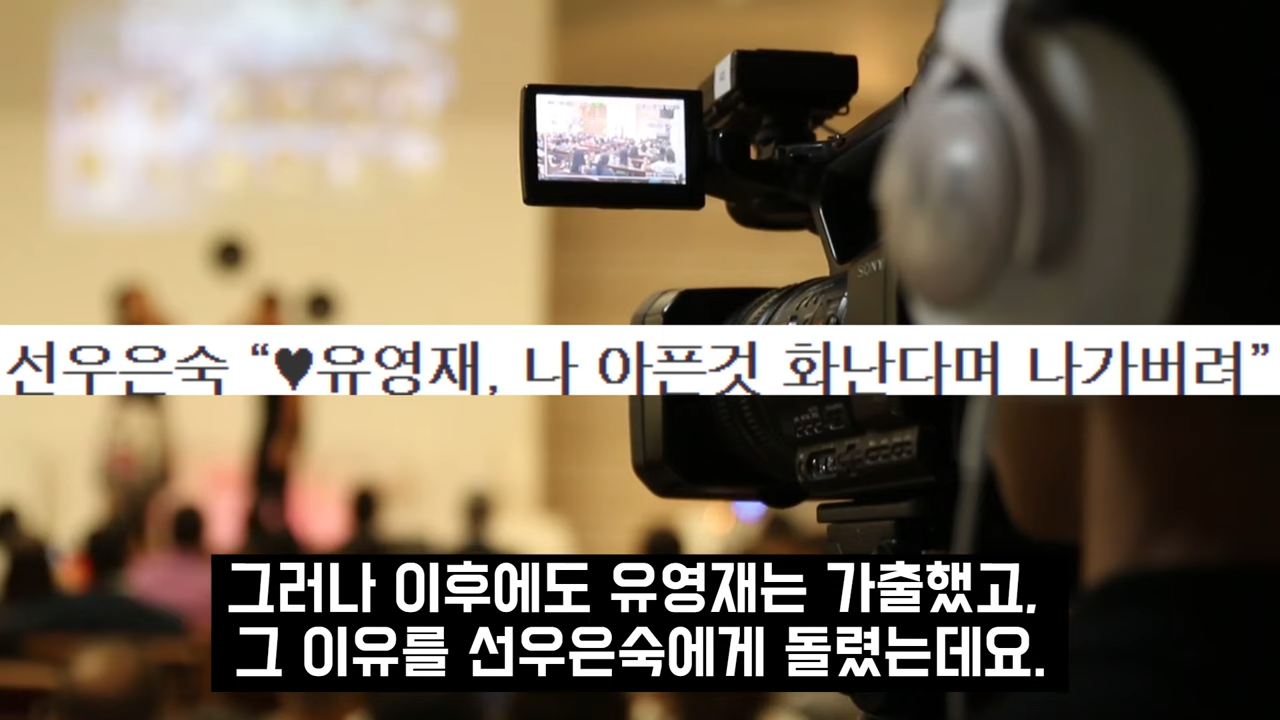 SONY
선우은숙 “♥유영재, 나 아픈것 화난다며 나가버려”
그러나 이후에도 유영재는 가출했고,
그 이유를 선우은숙에게 돌렸는데요.